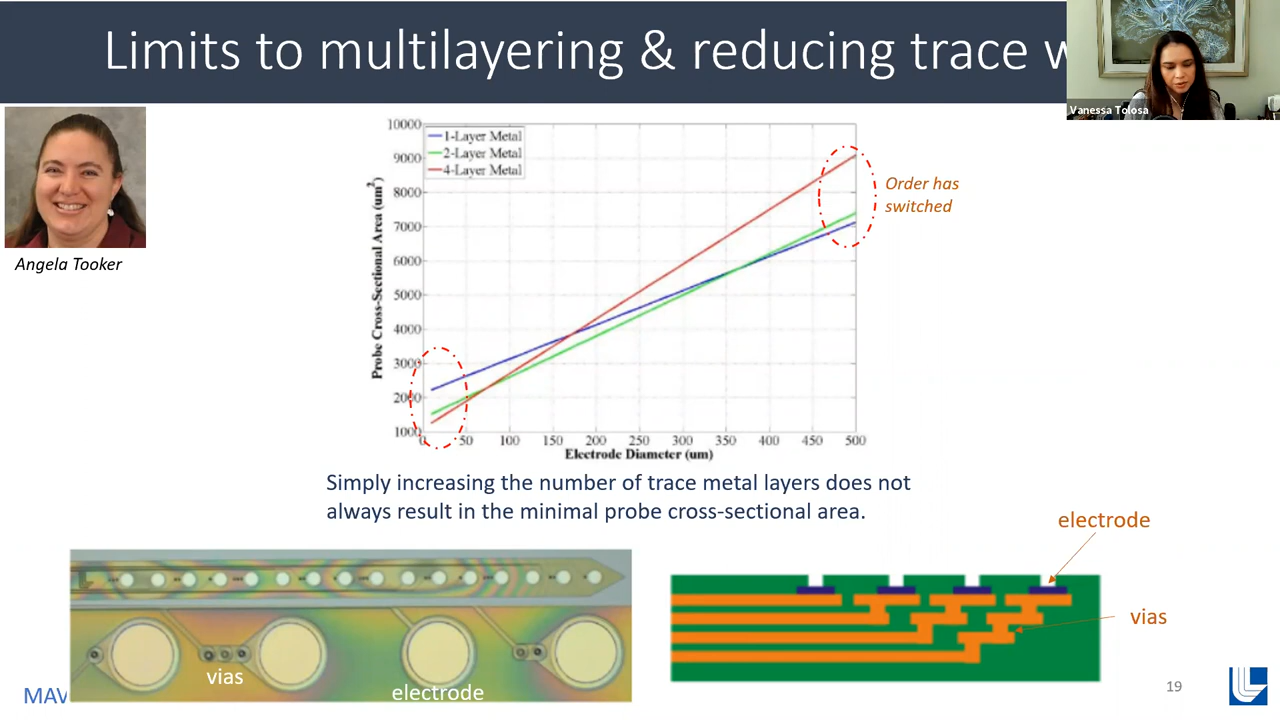 Limits to multilayering & reducing trace w
Vanessa Tolosa
Angela Tooker
10000
9000
8000
7000
6000
5000
4000
3000
2000
1000
Probe Cross-Sectional Area (um²)
1-Layer Metal
2-Layer Metal
4-Layer Metal
Order has
switched
0 50 100 150 200 250 300 350 400 450 500
Electrode Diameter (um)
Simply increasing the number of trace metal layers does not
always result in the minimal probe cross-sectional area.
electrode
vias
vias
electrode
MAV
19